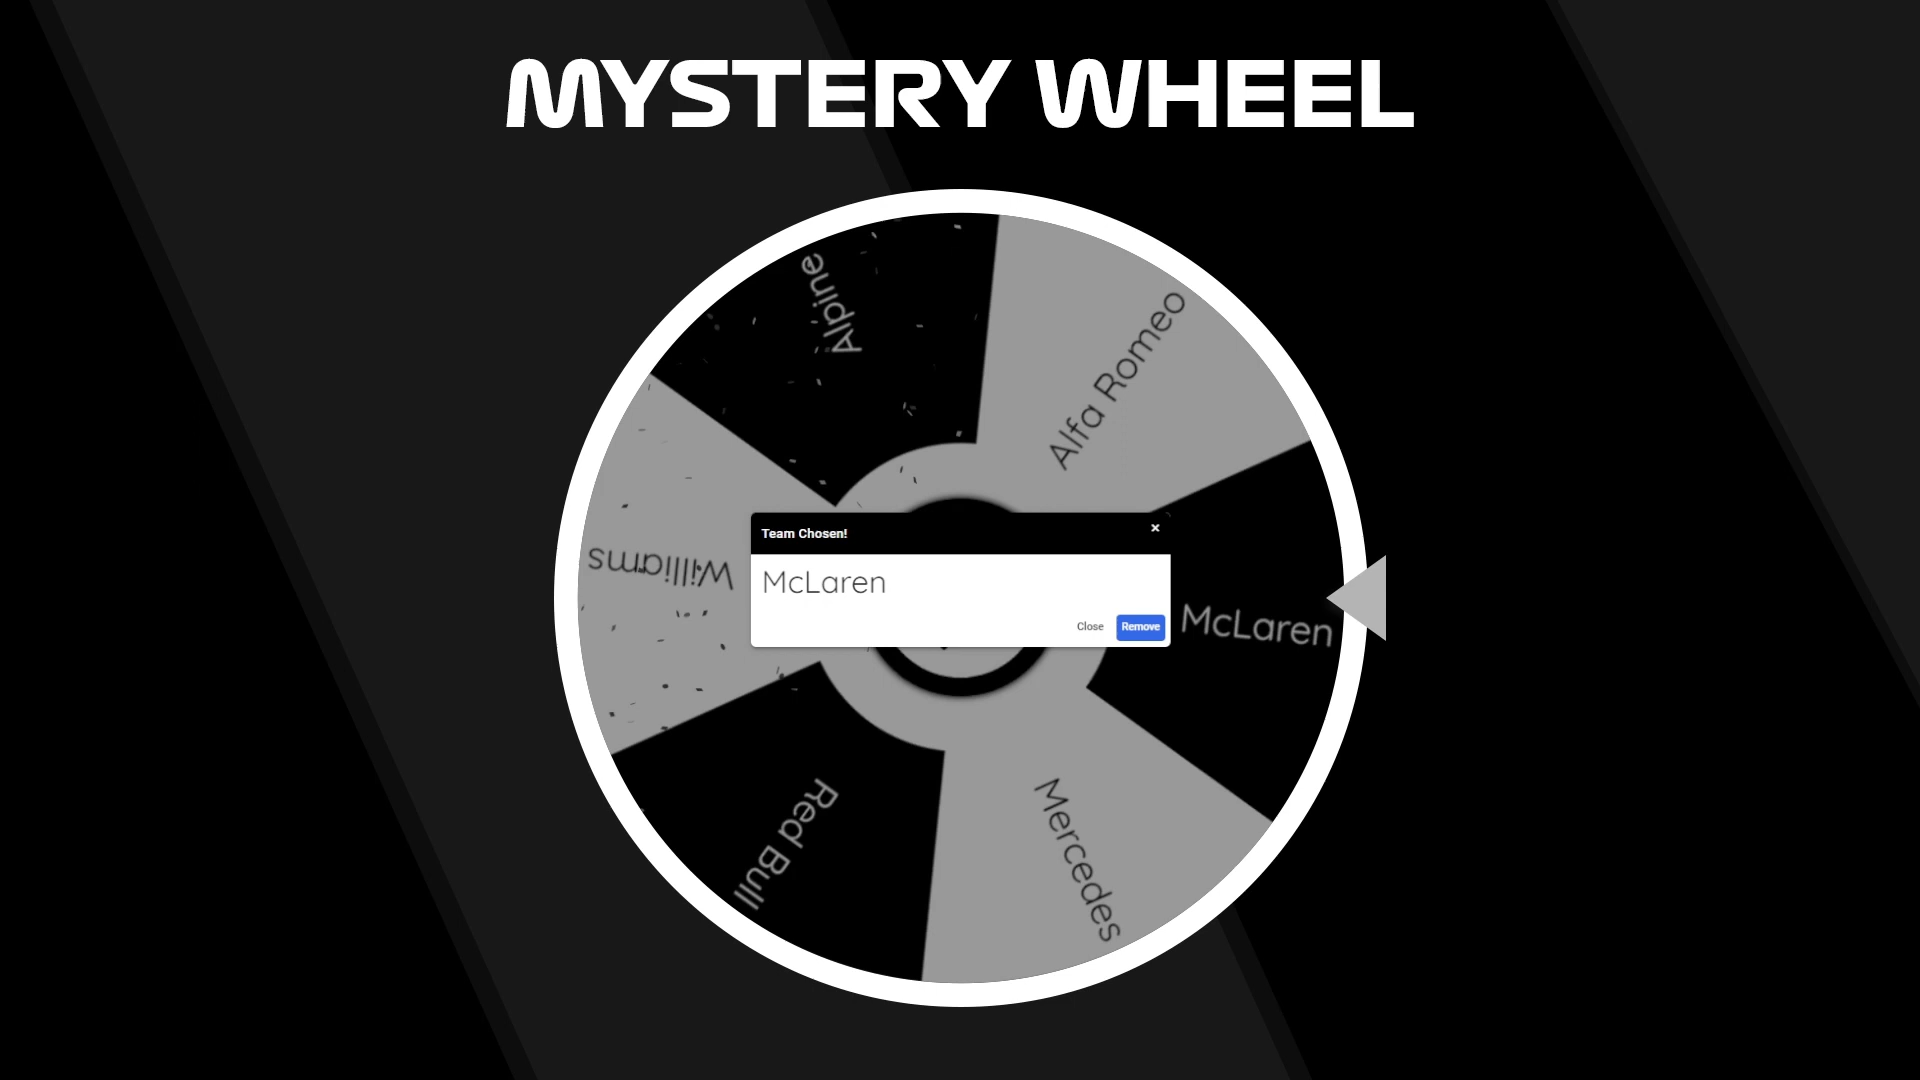 MYSTERY WHEEL
Alpine
Alfa Romeo
Williams
Team Chosen!
×
McLaren
Close
Remove
McLaren
Red Bull
Mercedes